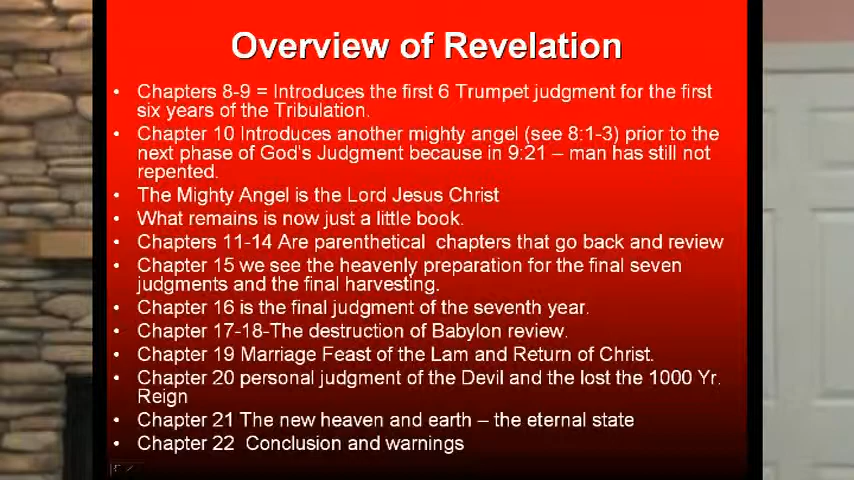 Overview of Revelation
• Chapters 8-9 = Introduces the first 6 Trumpet judgment for the first
six years of the Tribulation.
• Chapter 10 Introduces another mighty angel (see 8:1-3) prior to the
next phase of God's Judgment because in 9:21 – man has still not
repented.
• The Mighty Angel is the Lord Jesus Christ
• What remains is now just a little book.
• Chapters 11-14 Are parenthetical chapters that go back and review
• Chapter 15 we see the heavenly preparation for the final seven
judgments and the final harvesting.
• Chapter 16 is the final judgment of the seventh year.
• Chapter 17-18-The destruction of Babylon review.
• Chapter 19 Marriage Feast of the Lam and Return of Christ.
• Chapter 20 personal judgment of the Devil and the lost the 1000 Yr.
Reign
• Chapter 21 The new heaven and earth – the eternal state
• Chapter 22 Conclusion and warnings